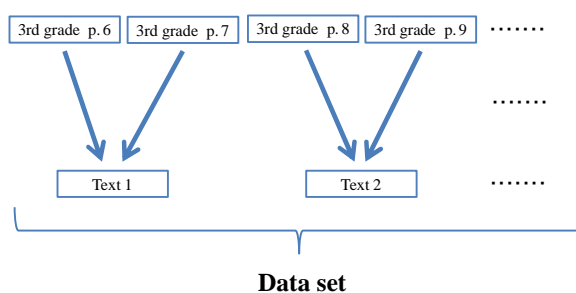 3rd grade p. 6 3rd grade p. 7 3rd grade p. 8 3rd grade p. 9 .......
.......
Text 1 Text 2 .......
Data set